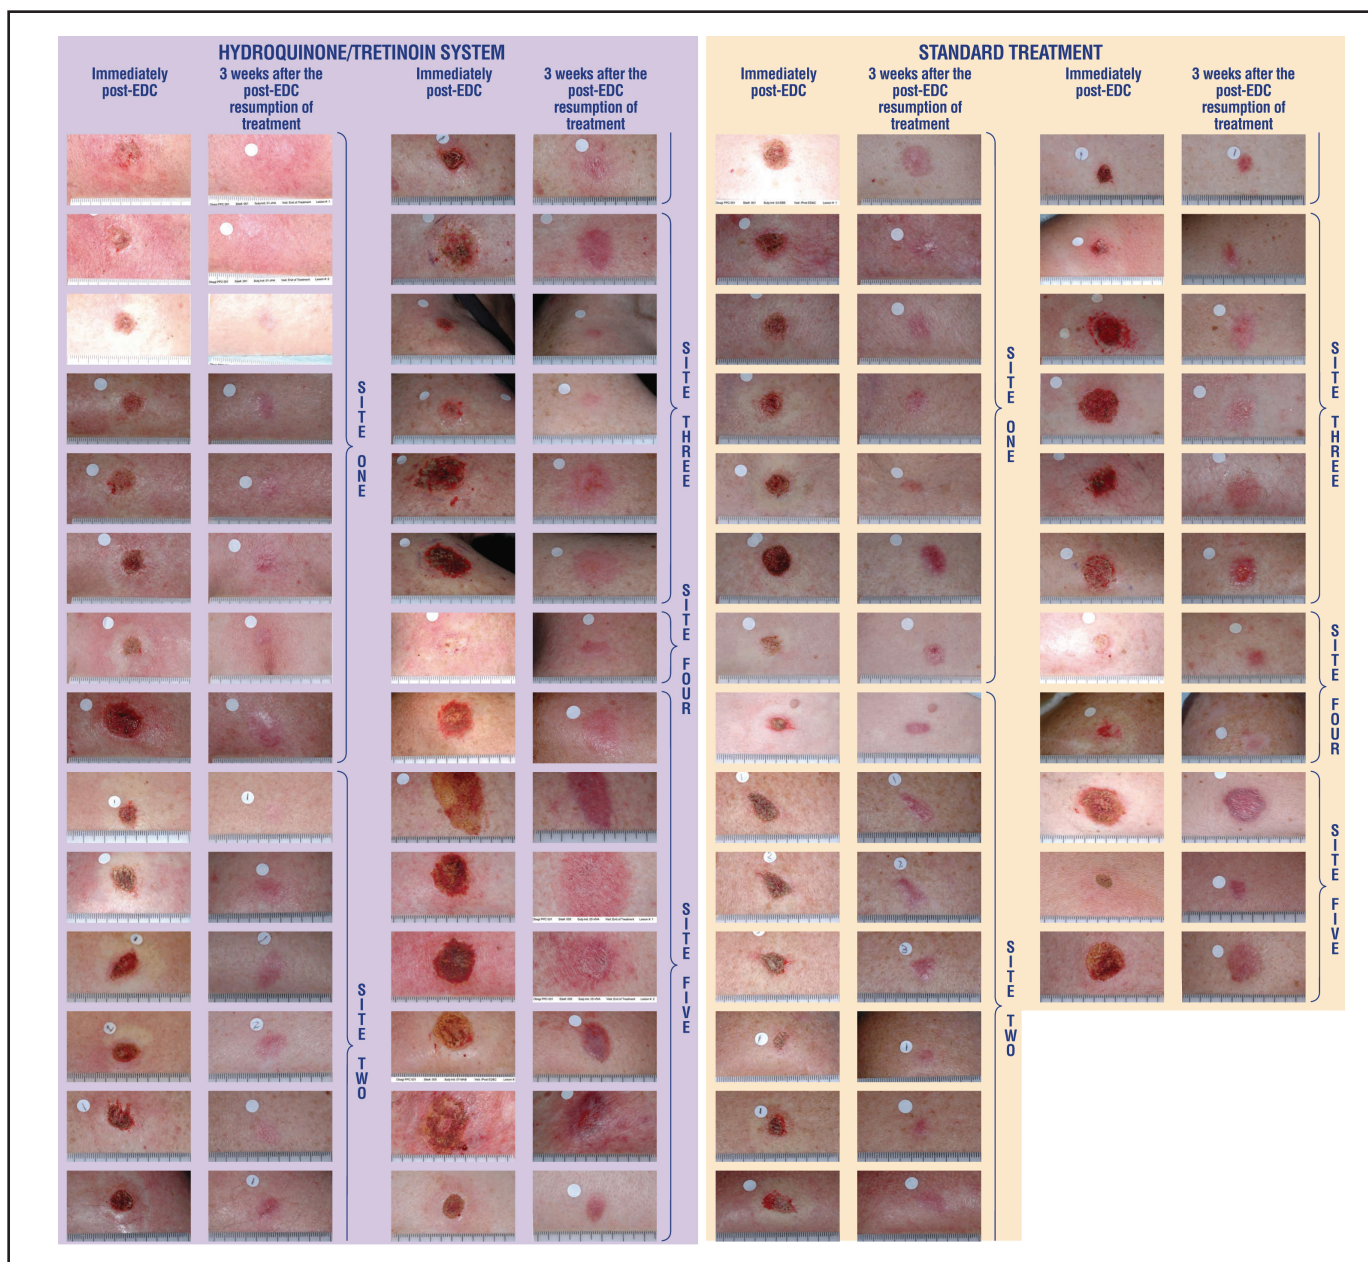 HYDROQUINONE/TRETINOIN SYSTEM
Immediately
post-EDC
3 weeks after the
post-EDC
resumption of
treatment
Immediately
post-EDC
3 weeks after the
post-EDC
resumption of
treatment
SITE ONE
SITE TWO
SITE THREE
SITE FOUR
SITE FIVE
STANDARD TREATMENT
Immediately
post-EDC
3 weeks after the
post-EDC
resumption of
treatment
Immediately
post-EDC
3 weeks after the
post-EDC
resumption of
treatment
SITE ONE
SITE TWO
SITE THREE
SITE FOUR
SITE FIVE